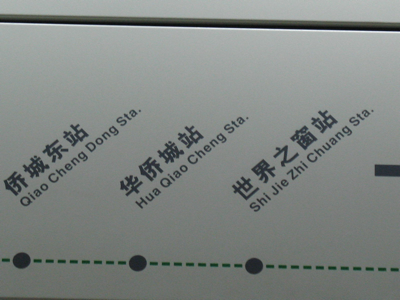 侨城东站
Qiao Cheng Dong Sta.
华侨城站
Hua Qiao Cheng Sta.
世界之窗站
Shi Jie Zhi Chuang Sta.